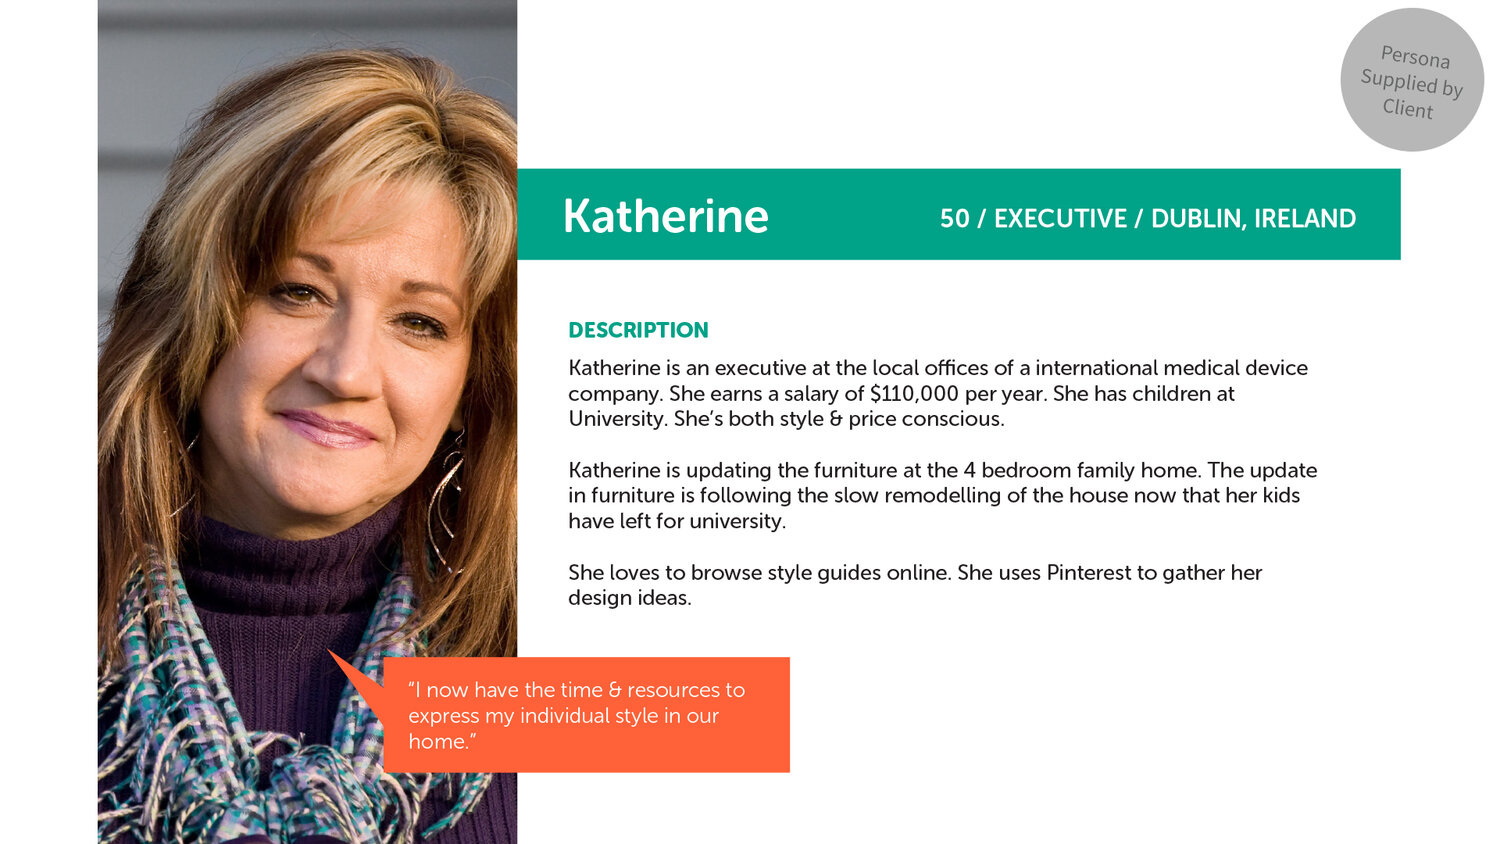 Persona
Supplied by
Client
Katherine
50 / EXECUTIVE / DUBLIN, IRELAND
DESCRIPTION
Katherine is an executive at the local offices of a international medical device
company. She earns a salary of $110,000 per year. She has children at
University. She’s both style & price conscious.
Katherine is updating the furniture at the 4 bedroom family home. The update
in furniture is following the slow remodelling of the house now that her kids
have left for university.
She loves to browse style guides online. She uses Pinterest to gather her
design ideas.
“I now have the time & resources to
express my individual style in our
home.”